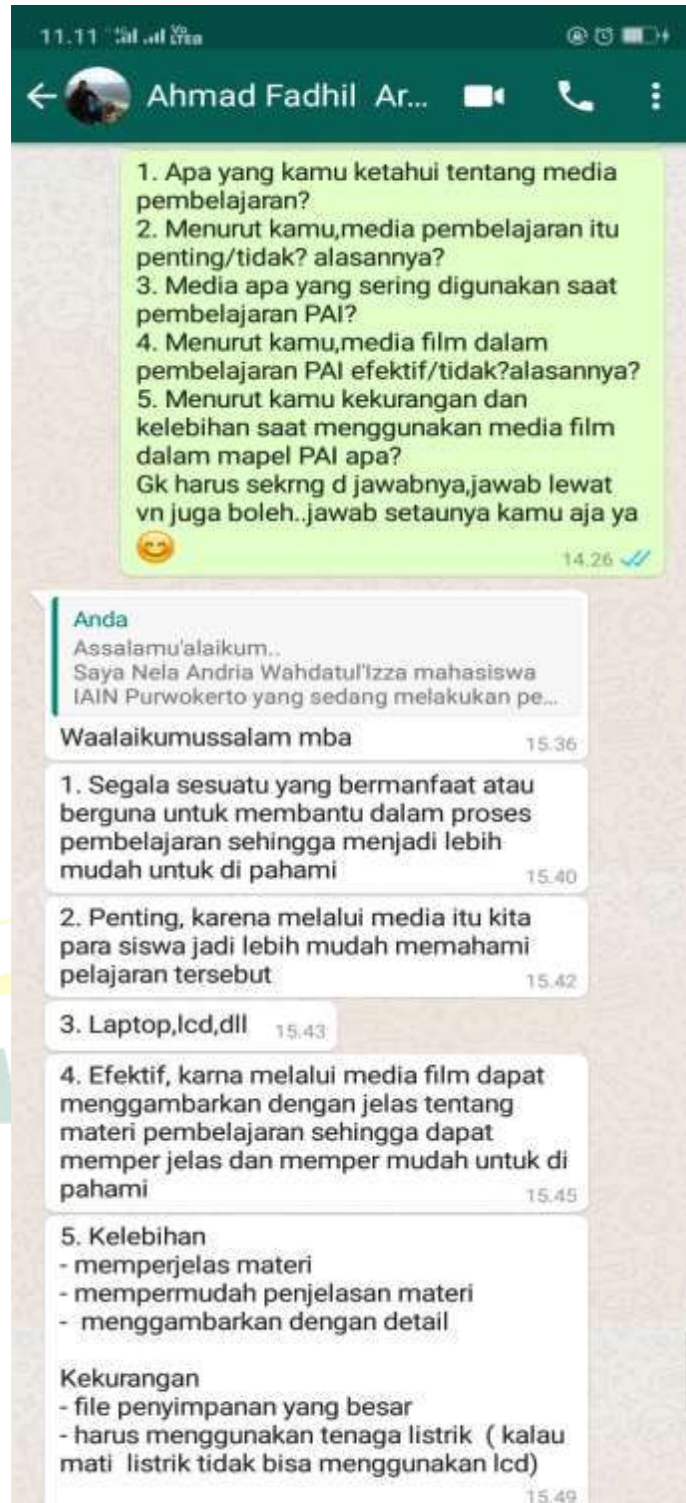 11.11
Ahmad Fadhil Ar...
1. Apa yang kamu ketahui tentang media
pembelajaran?
2. Menurut kamu,media pembelajaran itu
penting/tidak? alasannya?
3. Media apa yang sering digunakan saat
pembelajaran PAI?
4. Menurut kamu,media film dalam
pembelajaran PAI efektif/tidak?alasannya?
5. Menurut kamu kekurangan dan
kelebihan saat menggunakan media film
dalam mapel PAI apa?
Gk harus sekrng d jawabnya,jawab lewat
vn juga boleh..jawab setaunya kamu aja ya
😊
14.26
Anda
Assalamu'alaikum..
Saya Nela Andria Wahdatul'Izza mahasiswa
IAIN Purwokerto yang sedang melakukan pe...
Waalaikumussalam mba
15.36
1. Segala sesuatu yang bermanfaat atau
berguna untuk membantu dalam proses
pembelajaran sehingga menjadi lebih
mudah untuk di pahami
15.40
2. Penting, karena melalui media itu kita
para siswa jadi lebih mudah memahami
pelajaran tersebut
15.42
3. Laptop,lcd,dll 15.43
4. Efektif, karna melalui media film dapat
menggambarkan dengan jelas tentang
materi pembelajaran sehingga dapat
memper jelas dan memper mudah untuk di
pahami
15.45
5. Kelebihan
- memperjelas materi
- mempermudah penjelasan materi
- menggambarkan dengan detail
Kekurangan
- file penyimpanan yang besar
- harus menggunakan tenaga listrik ( kalau
mati listrik tidak bisa menggunakan lcd)
15.49